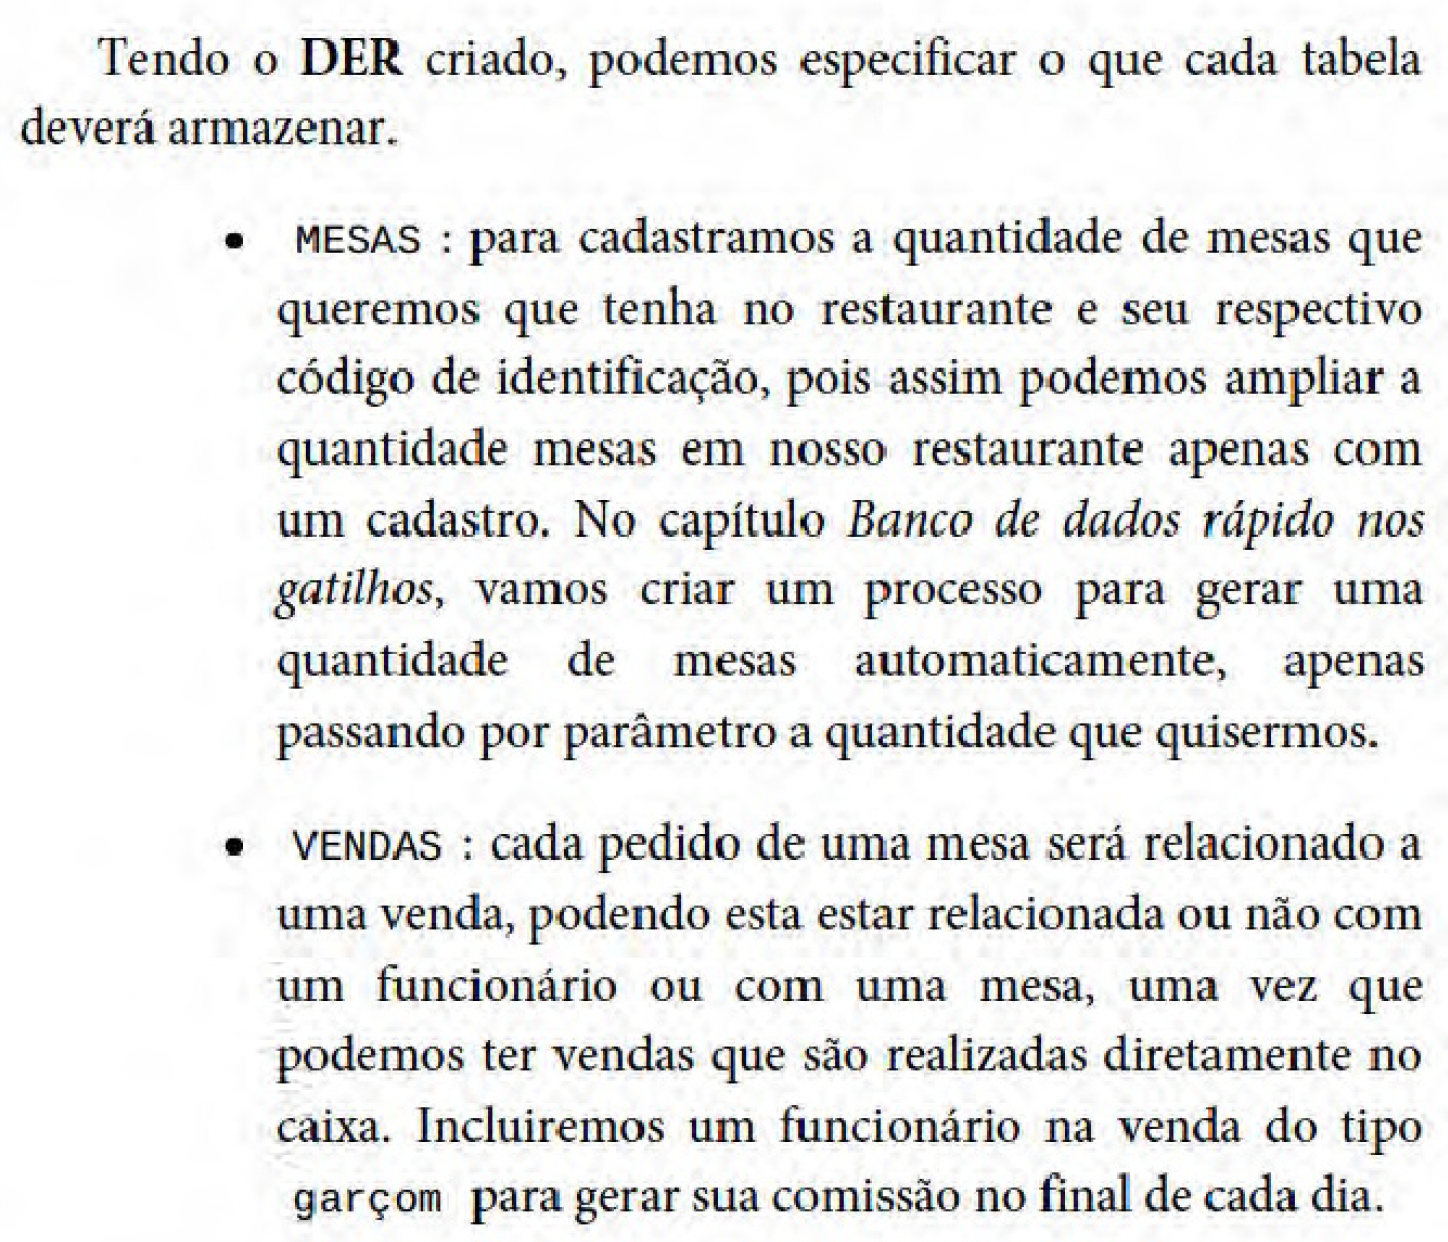 Tendo o DER criado, podemos especificar o que cada tabela
deverá armazenar.
• MESAS : para cadastramos a quantidade de mesas que
queremos que tenha no restaurante e seu respectivo
código de identificação, pois assim podemos ampliar a
quantidade mesas em nosso restaurante apenas com
um cadastro. No capítulo Banco de dados rápido nos
gatilhos, vamos criar um processo para gerar uma
quantidade de mesas automaticamente, apenas
passando por parâmetro a quantidade que quisermos.
• VENDAS : cada pedido de uma mesa será relacionado a
uma venda, podendo esta estar relacionada ou não com
um funcionário ou com uma mesa, uma vez que
podemos ter vendas que são realizadas diretamente no
caixa. Incluiremos um funcionário na venda do tipo
garçom para gerar sua comissão no final de cada dia.